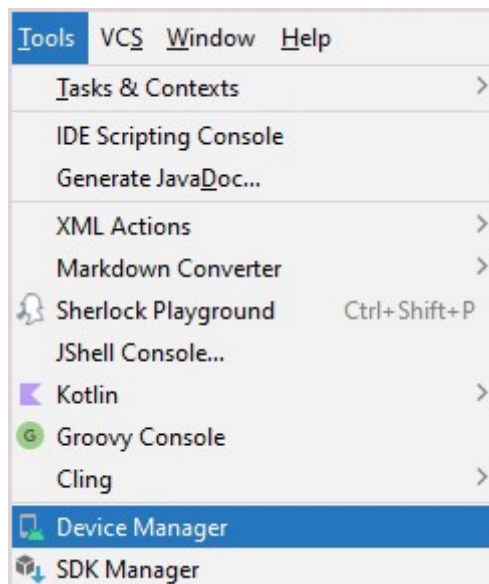 Tools VCS Window Help
Tasks & Contexts
IDE Scripting Console
Generate JavaDoc...
XML Actions
Markdown Converter
Sherlock Playground Ctrl+Shift+P
JShell Console...
Kotlin
G Groovy Console
Cling
Device Manager
SDK Manager